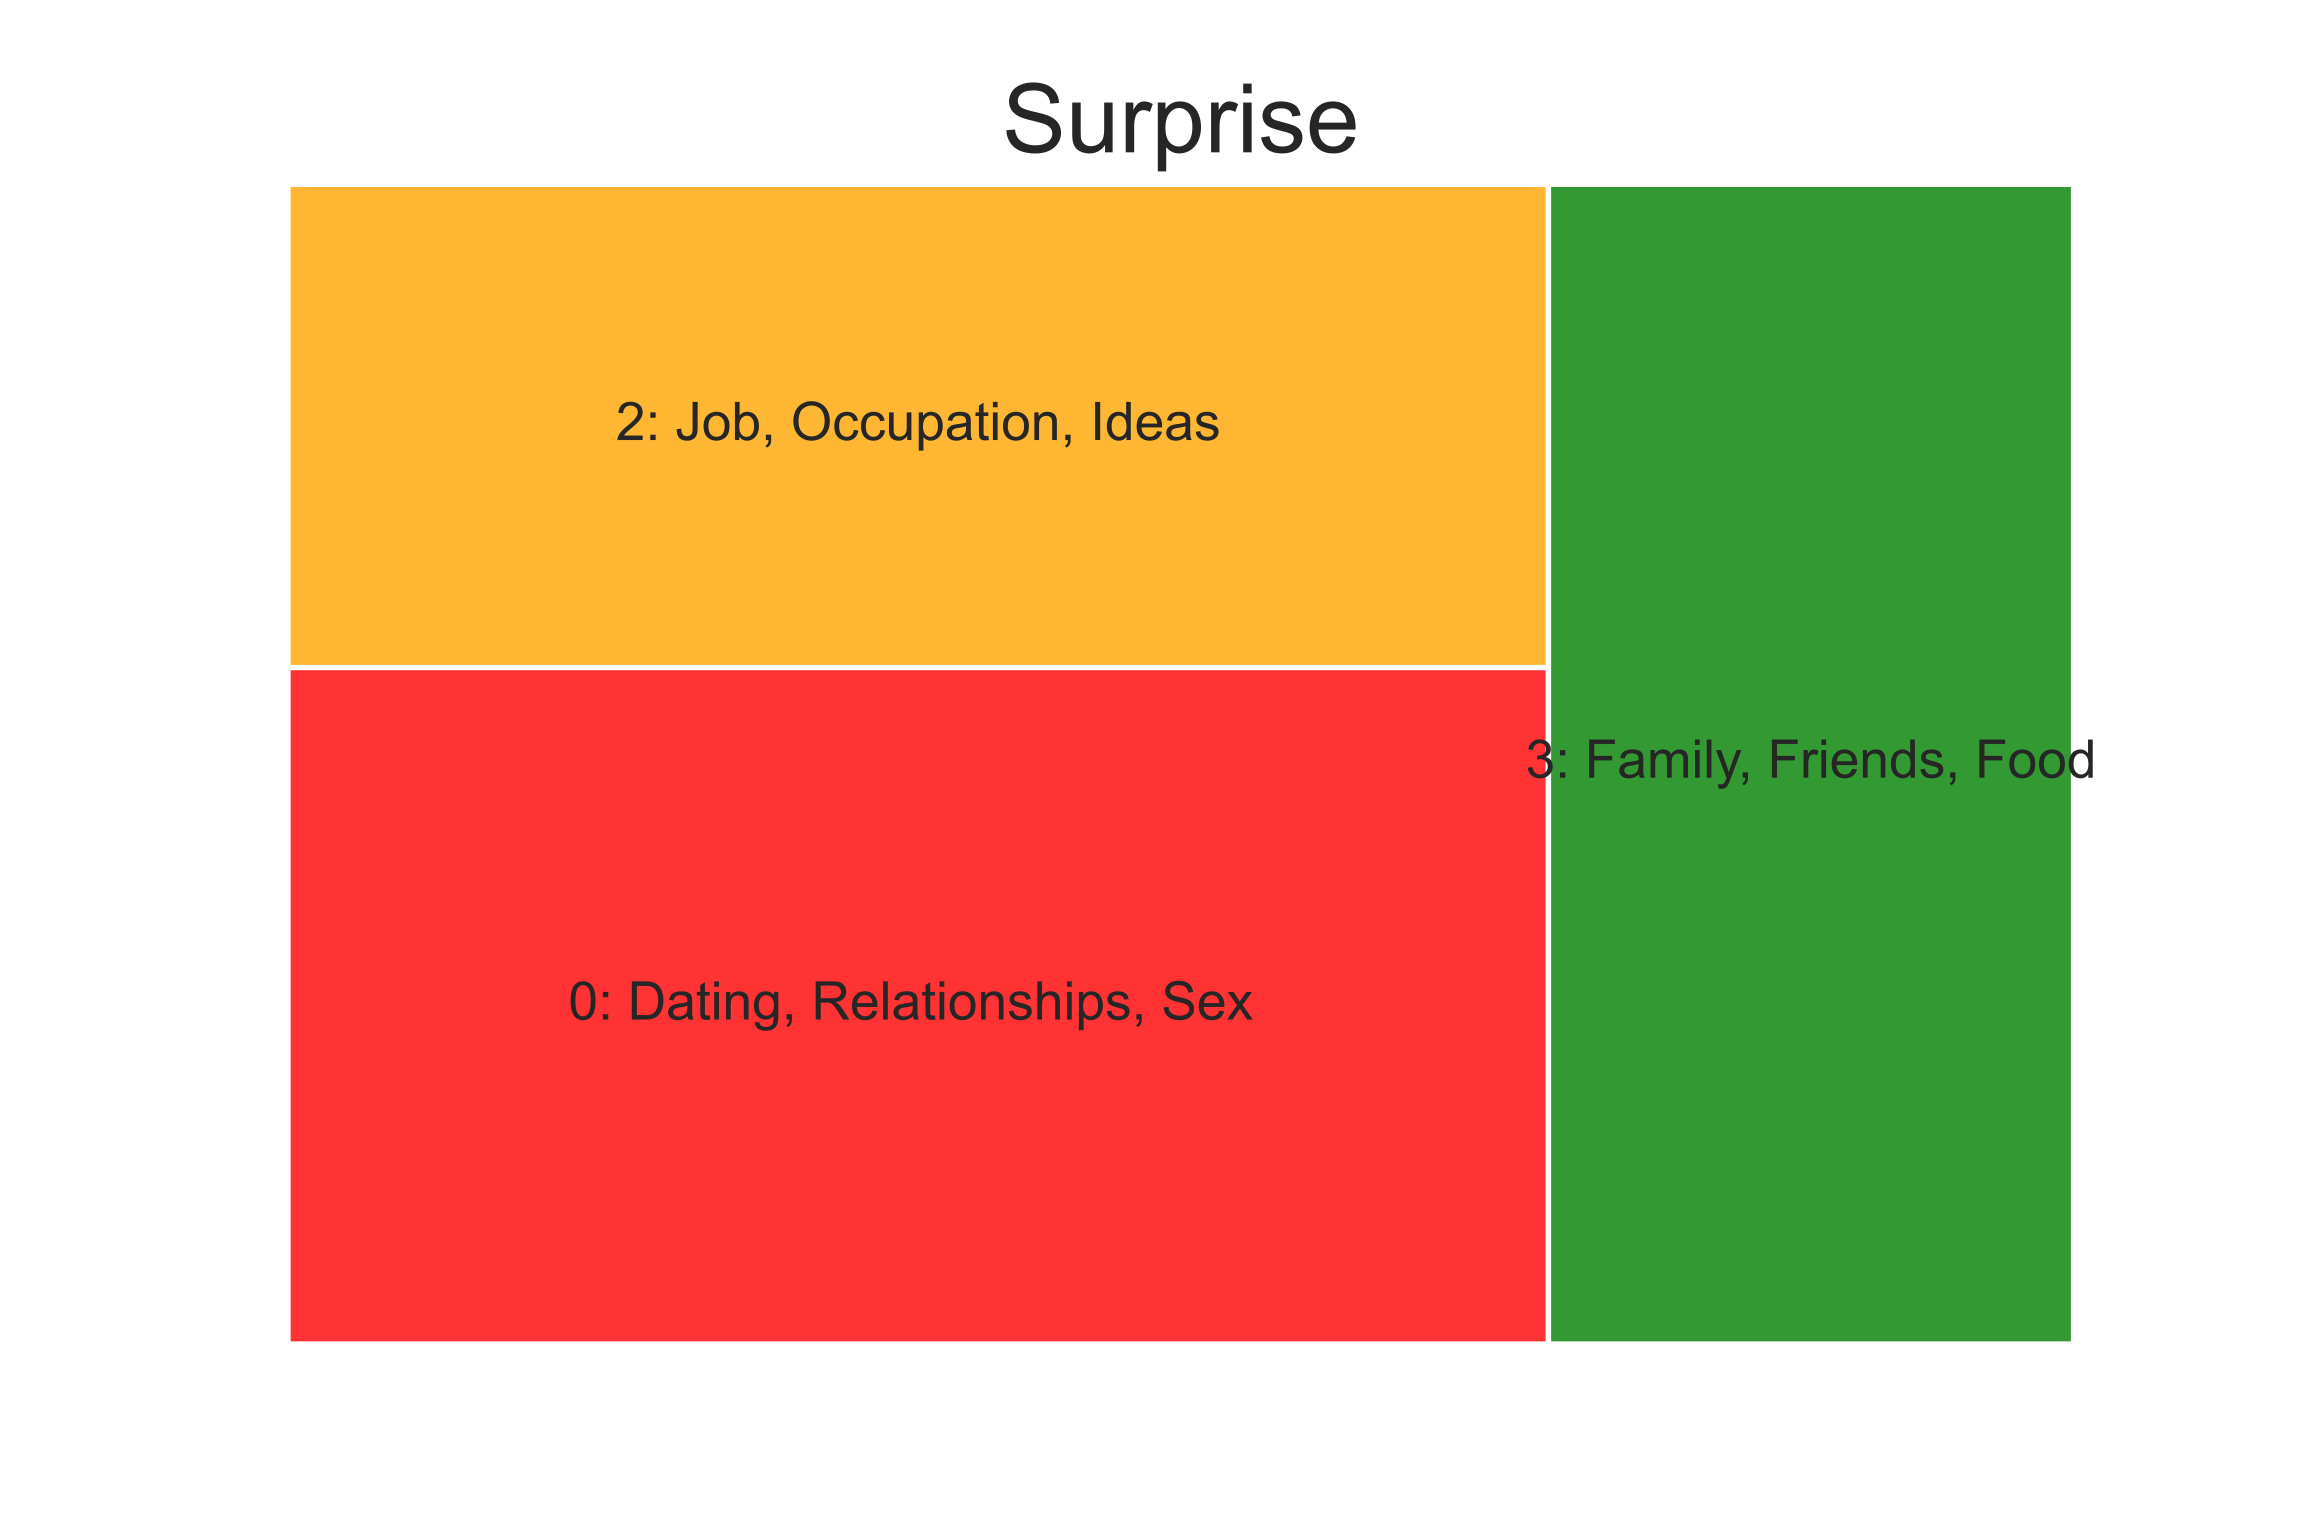 Surprise
2: Job, Occupation, Ideas
3: Family, Friends, Food
0: Dating, Relationships, Sex